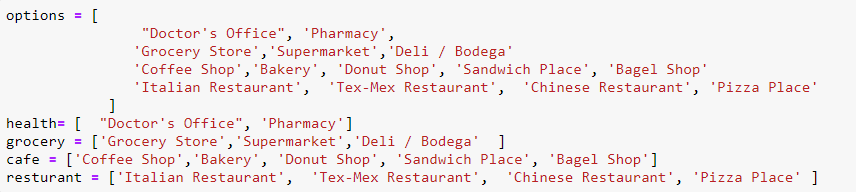 options = [
"Doctor's Office", 'Pharmacy',
'Grocery Store','Supermarket','Deli / Bodega'
'Coffee Shop','Bakery', 'Donut Shop', 'Sandwich Place', 'Bagel Shop'
'Italian Restaurant',  'Tex-Mex Restaurant',  'Chinese Restaurant', 'Pizza Place'
]
health= [  "Doctor's Office", 'Pharmacy']
grocery = ['Grocery Store','Supermarket','Deli / Bodega'  ]
cafe = ['Coffee Shop','Bakery', 'Donut Shop', 'Sandwich Place', 'Bagel Shop']
resturant = ['Italian Restaurant',  'Tex-Mex Restaurant',  'Chinese Restaurant', 'Pizza Place' ]